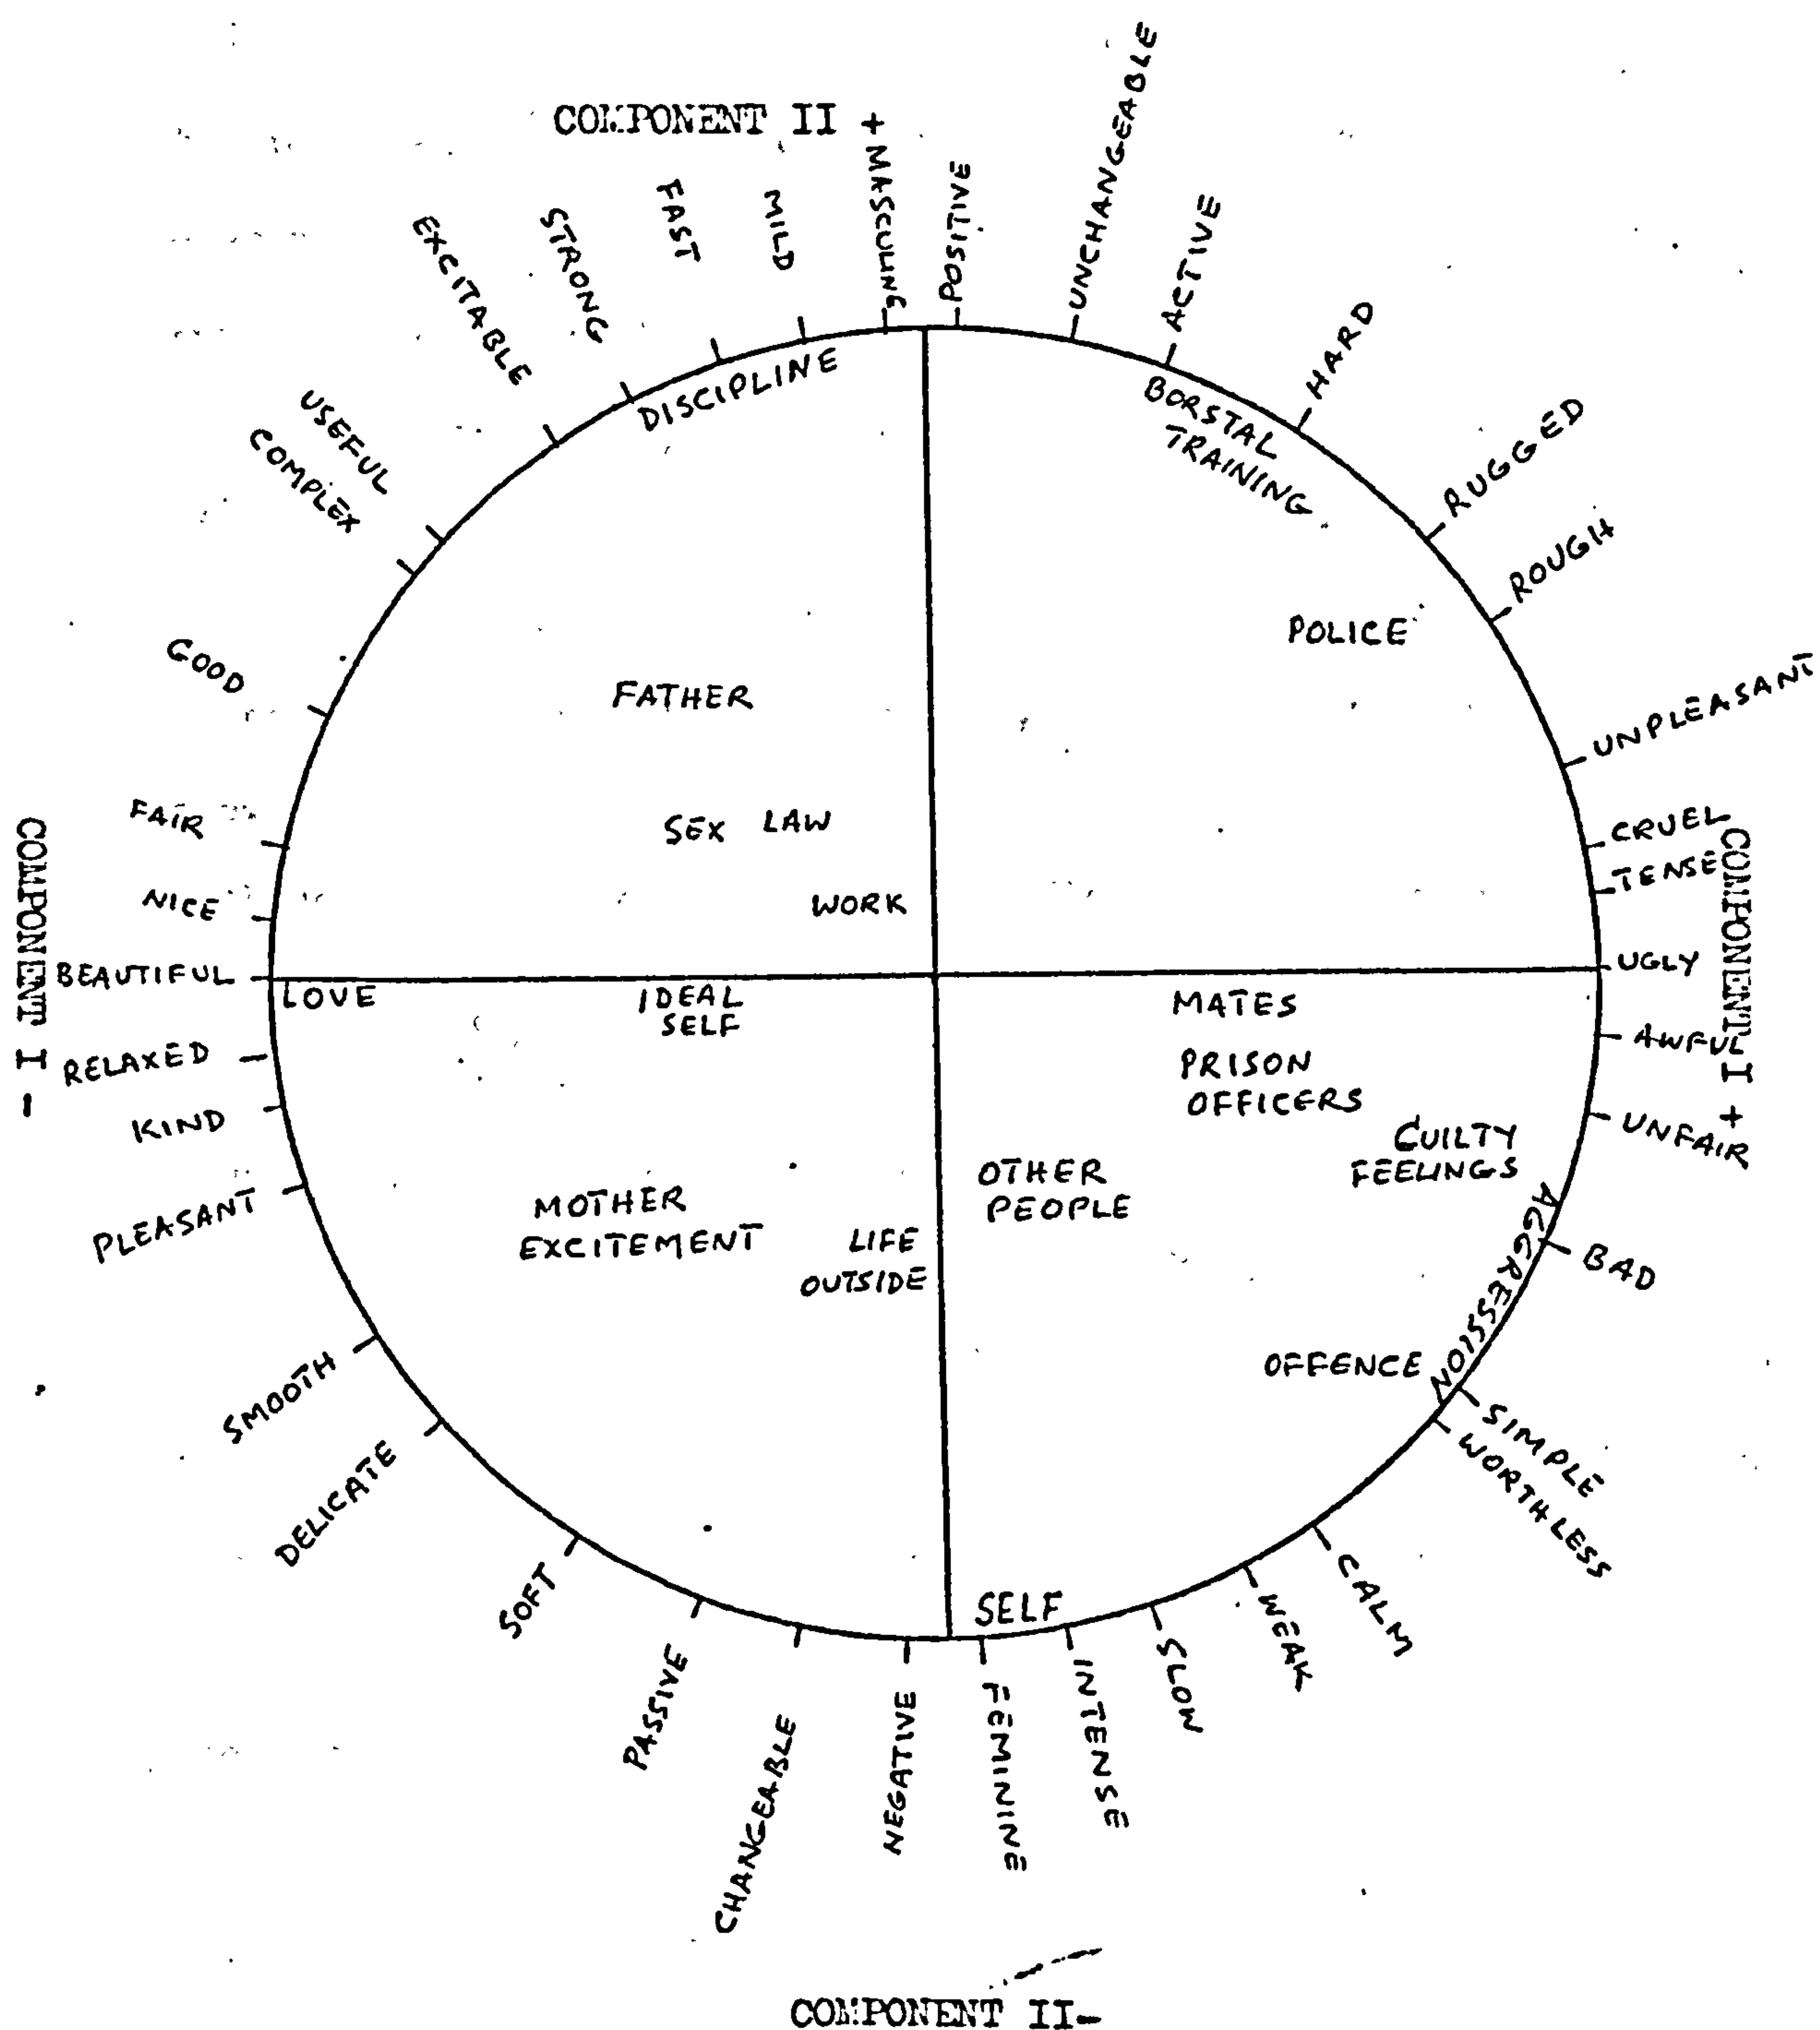 COMPONENT II +
MASCULINE
POSITIVE
UNCHANGEABLE
ACTIVE
HARD
RUGGED
ROUGH
UNPLEASANT
CRUEL
TENSE
UGLY
AWFUL
UNFAIR
BAD
SIMPLE
WORTHLESS
CALM
WEAK
SLOW
INTENSE
FEMININE
NEGATIVE
CHANGEABLE
PASSIVE
SOFT
DELICATE
SMOOTH
PLEASANT
KIND
RELAXED
BEAUTIFUL
NICE
FAIR
GOOD
COMPLEX
USEFUL
EXCITABLE
STRONG
FAST
MILD
COMPONENT I -
COMPONENT I +
DISCIPLINE
BORSTAL
TRAINING
POLICE
FATHER
SEX LAW
WORK
LOVE
IDEAL
SELF
MATES
PRISON
OFFICERS
GUILTY
FEELINGS
OTHER
PEOPLE
AGGRESSION
MOTHER
EXCITEMENT
LIFE
OUTSIDE
OFFENCE
SELF
COMPONENT II-